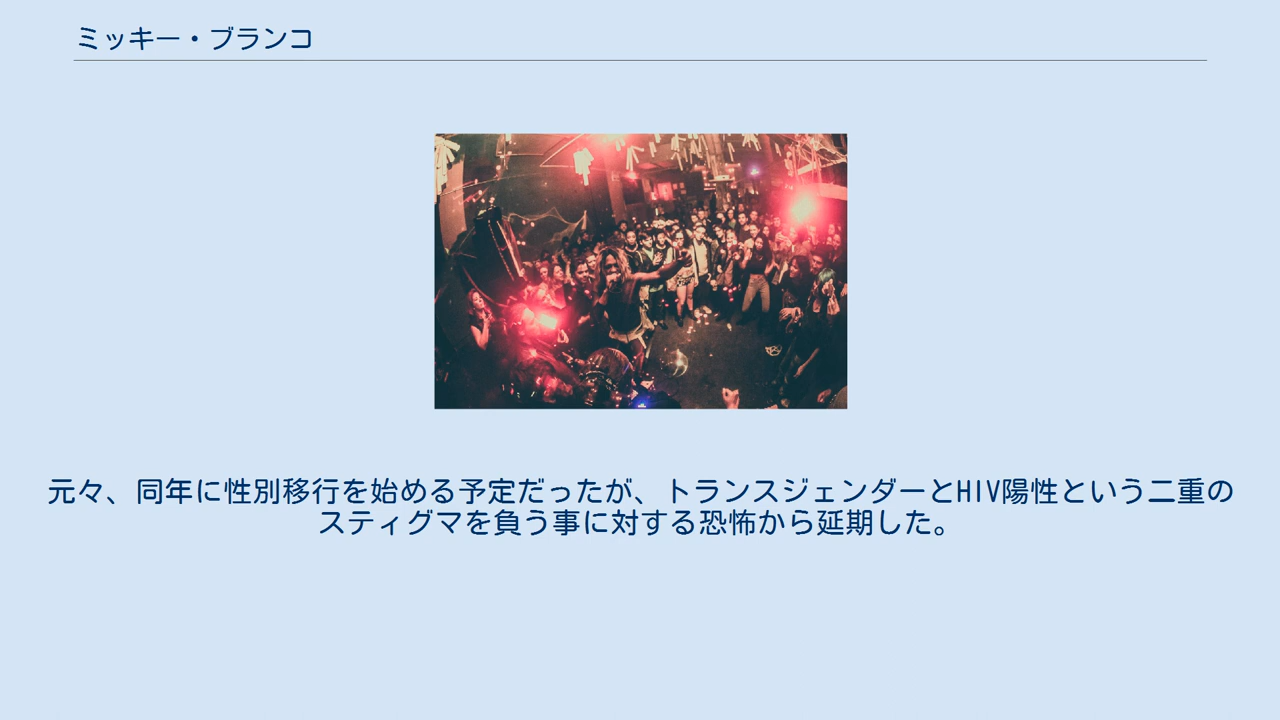 ミッキー・ブランコ
元々、同年に性別移行を始める予定だったが、トランスジェンダーとHIV陽性という二重の
スティグマを負う事に対する恐怖から延期した。